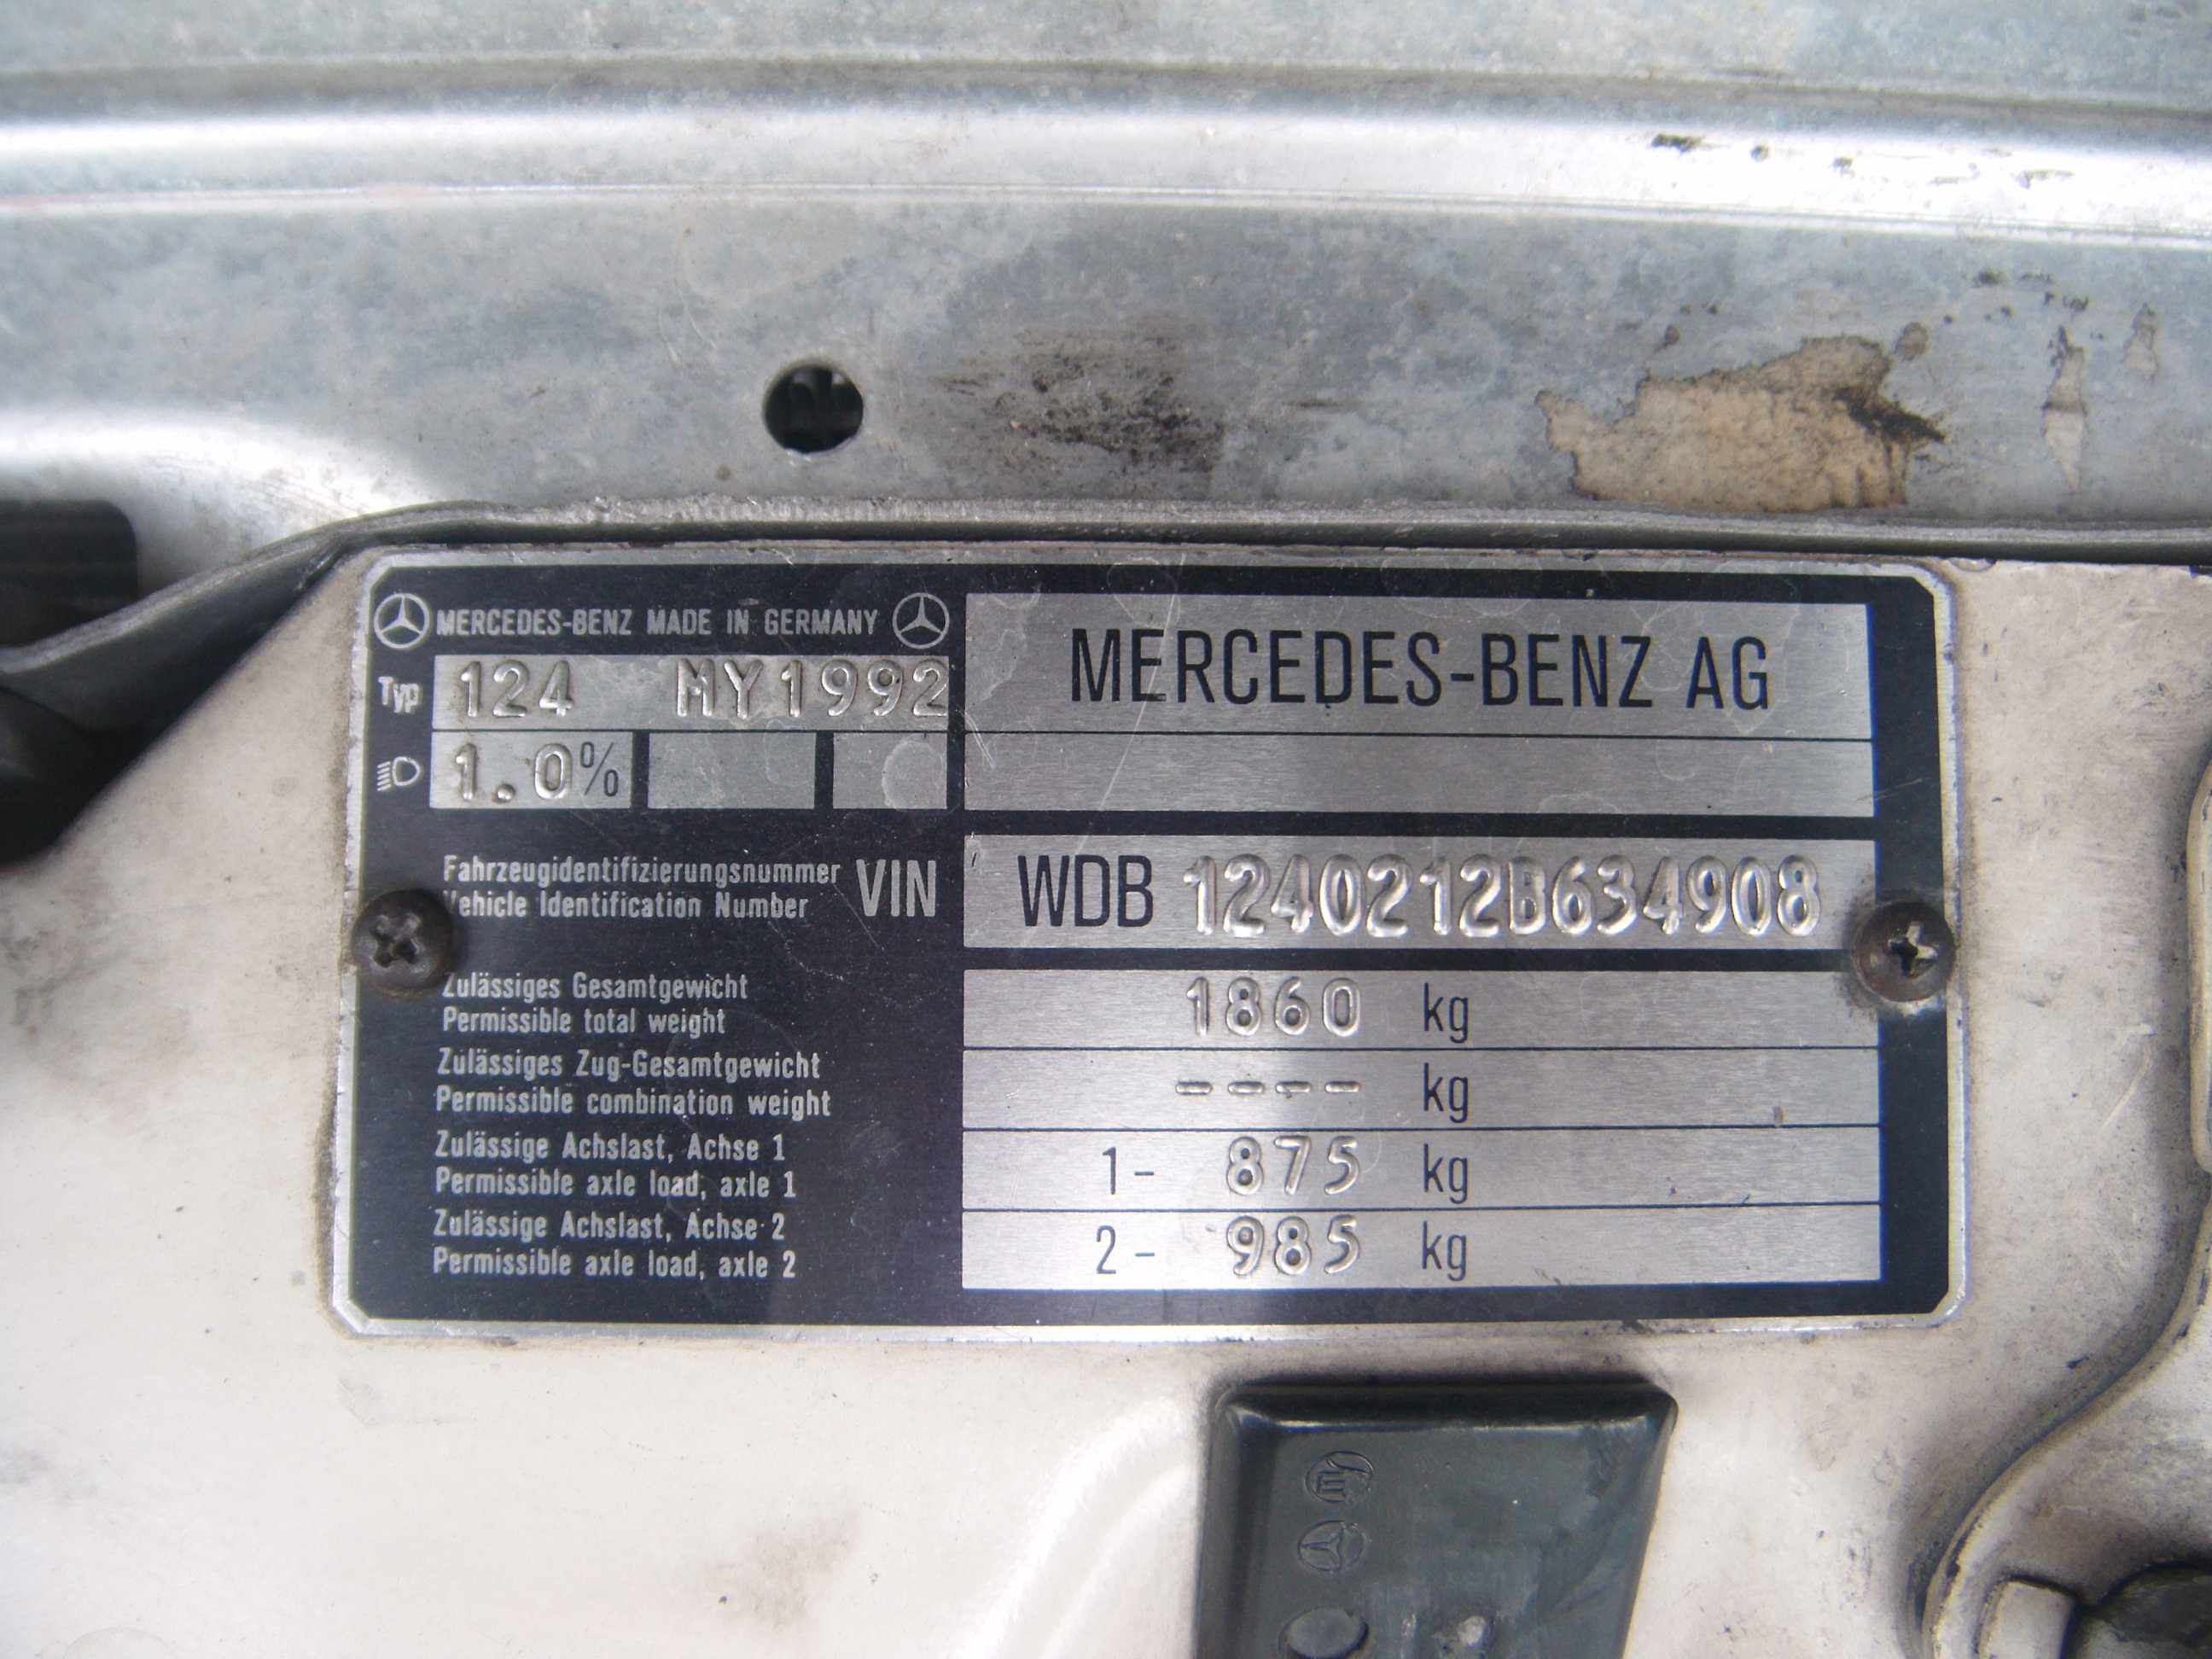 MERCEDES-BENZ MADE IN GERMANY
Typ 124 MY1992
1.0%
MERCEDES-BENZ AG
Fahrzeugidentifizierungsnummer
Vehicle Identification Number
VIN
WDB 1240212B634908
Zulässiges Gesamtgewicht
Permissible total weight
1860 kg
Zulässiges Zug-Gesamtgewicht
Permissible combination weight
---- kg
Zulässige Achslast, Achse 1
Permissible axle load, axle 1
1- 875 kg
Zulässige Achslast, Achse 2
Permissible axle load, axle 2
2- 985 kg